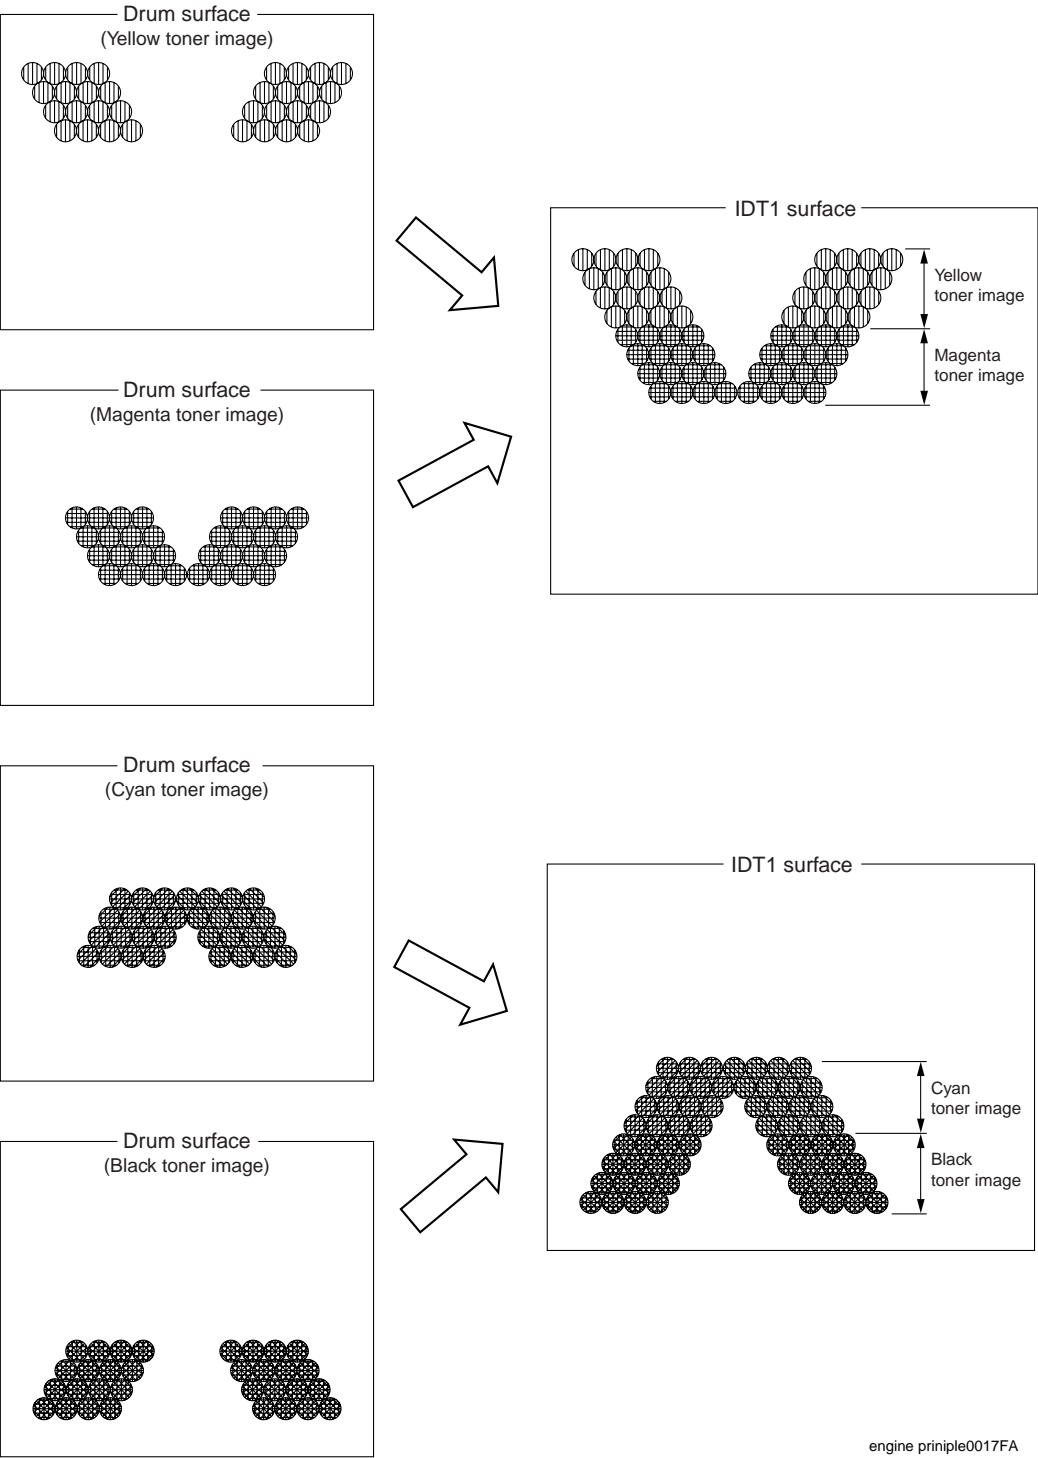 Drum surface
(Yellow toner image)
IDT1 surface
Yellow
toner image
Magenta
toner image
Drum surface
(Magenta toner image)
Drum surface
(Cyan toner image)
IDT1 surface
Cyan
toner image
Black
toner image
Drum surface
(Black toner image)
engine priniple0017FA